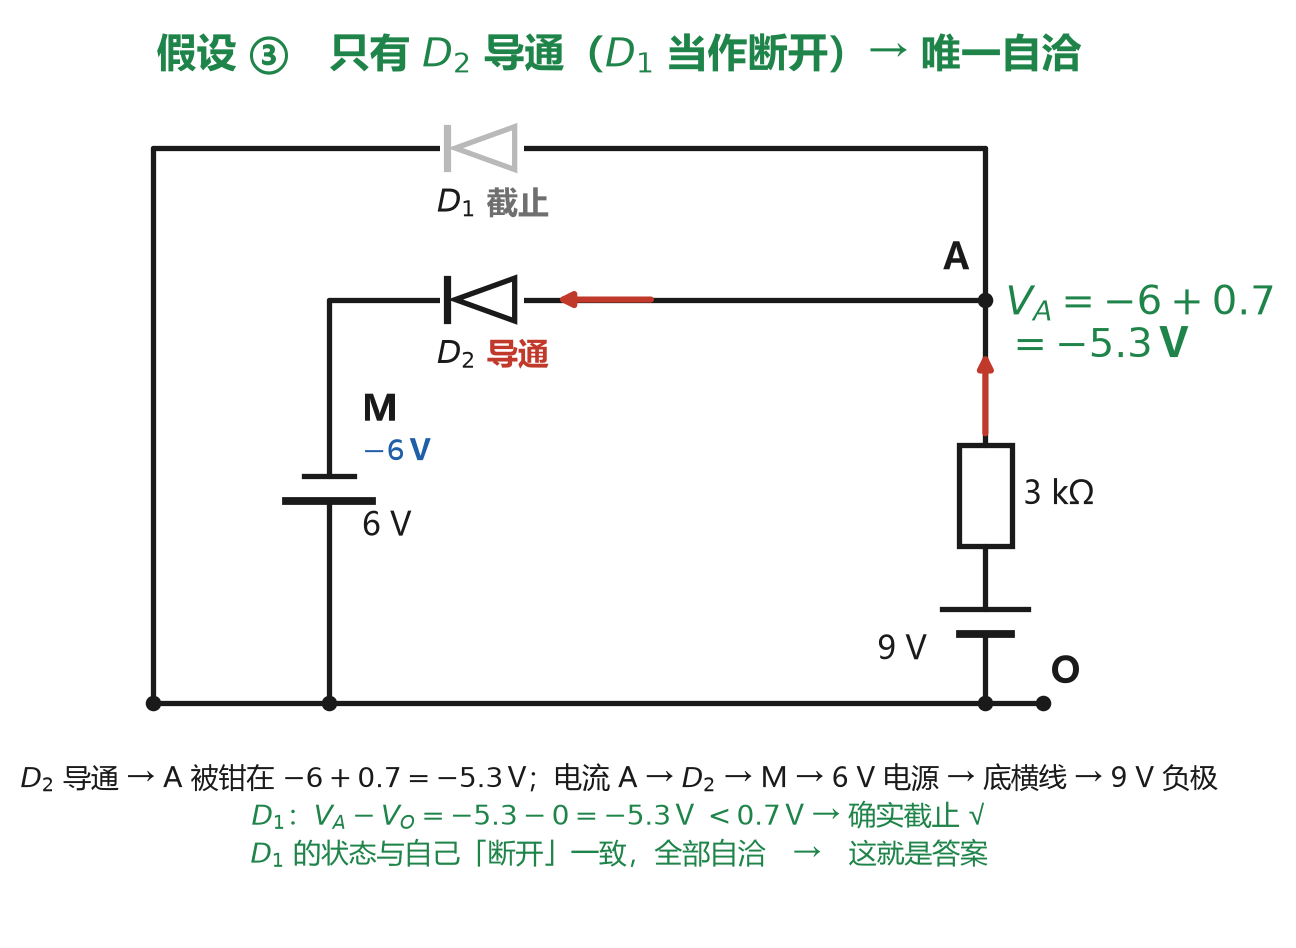 假设 ③ 只有 D₂ 导通（D₁ 当作断开）→ 唯一自洽
D₁ 截止
A
V_A = −6 + 0.7
= −5.3 V
D₂ 导通
M
−6 V
6 V
3 kΩ
9 V
O
D₂ 导通 → A 被钳在 −6 + 0.7 = −5.3 V；电流 A → D₂ → M → 6 V 电源 → 底横线 → 9 V 负极
D₁：V_A − V_O = −5.3 − 0 = −5.3 V < 0.7 V → 确实截止 √
D₁ 的状态与自己「断开」一致，全部自洽 → 这就是答案